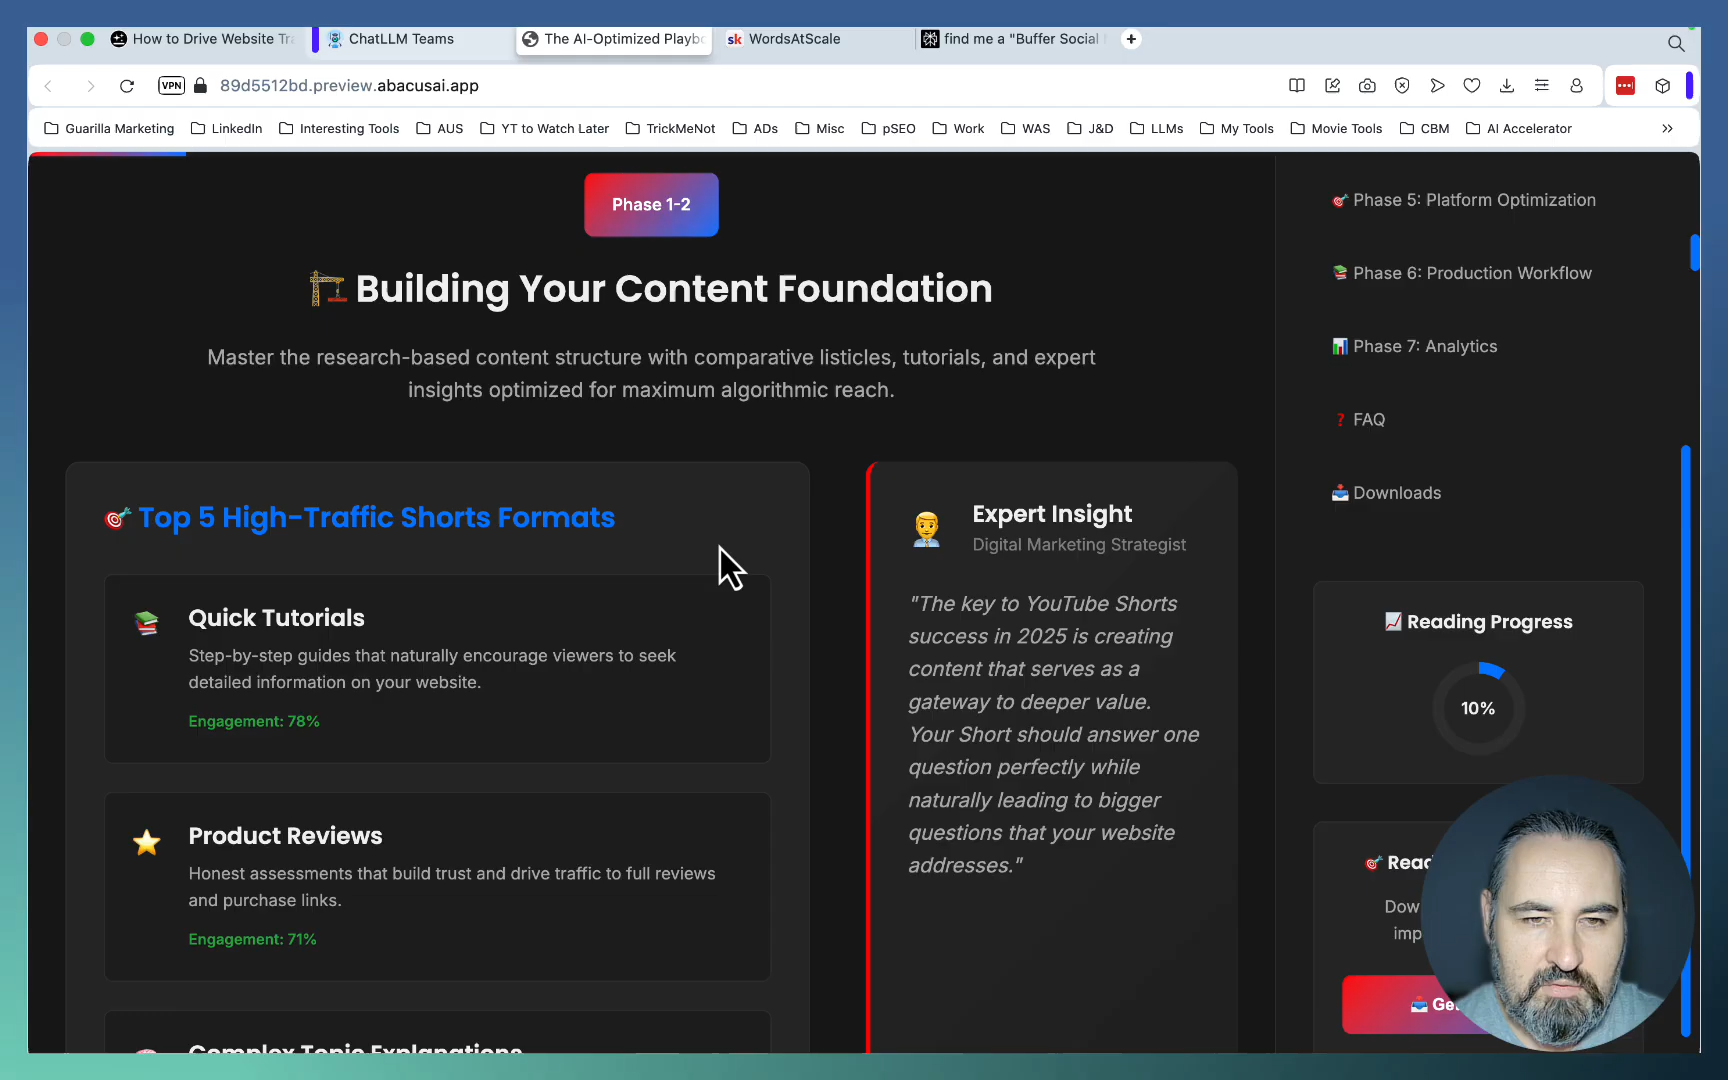 How to Drive Website Tra
ChatLLM Teams
The AI-Optimized Playbo
sk WordsAtScale
find me a "Buffer Social
VPN
89d5512bd.preview.abacusai.app
Guarilla Marketing
LinkedIn
Interesting Tools
AUS
YT to Watch Later
TrickMeNot
ADs
Misc
pSEO
Work
WAS
J&D
LLMs
My Tools
Movie Tools
CBM
AI Accelerator
Phase 1-2
Building Your Content Foundation
Master the research-based content structure with comparative listicles, tutorials, and expert
insights optimized for maximum algorithmic reach.
Top 5 High-Traffic Shorts Formats
Quick Tutorials
Step-by-step guides that naturally encourage viewers to seek
detailed information on your website.
Engagement: 78%
Product Reviews
Honest assessments that build trust and drive traffic to full reviews
and purchase links.
Engagement: 71%
Complex Topic Explanations
Expert Insight
Digital Marketing Strategist
"The key to YouTube Shorts
success in 2025 is creating
content that serves as a
gateway to deeper value.
Your Short should answer one
question perfectly while
naturally leading to bigger
questions that your website
addresses."
Phase 5: Platform Optimization
Phase 6: Production Workflow
Phase 7: Analytics
FAQ
Downloads
Reading Progress
10%